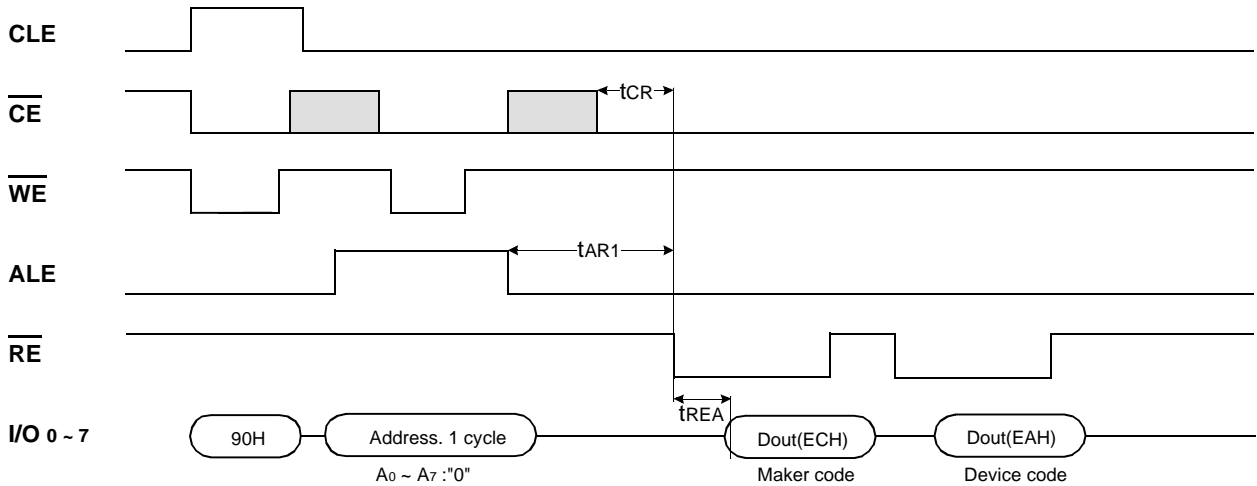 CLE
CE
tCR
WE
ALE
tAR1
RE
tREA
I/O 0 ~ 7
90H
Address. 1 cycle
Dout(ECH)
Dout(EAH)
A0 ~ A7 :"0"
Maker code
Device code